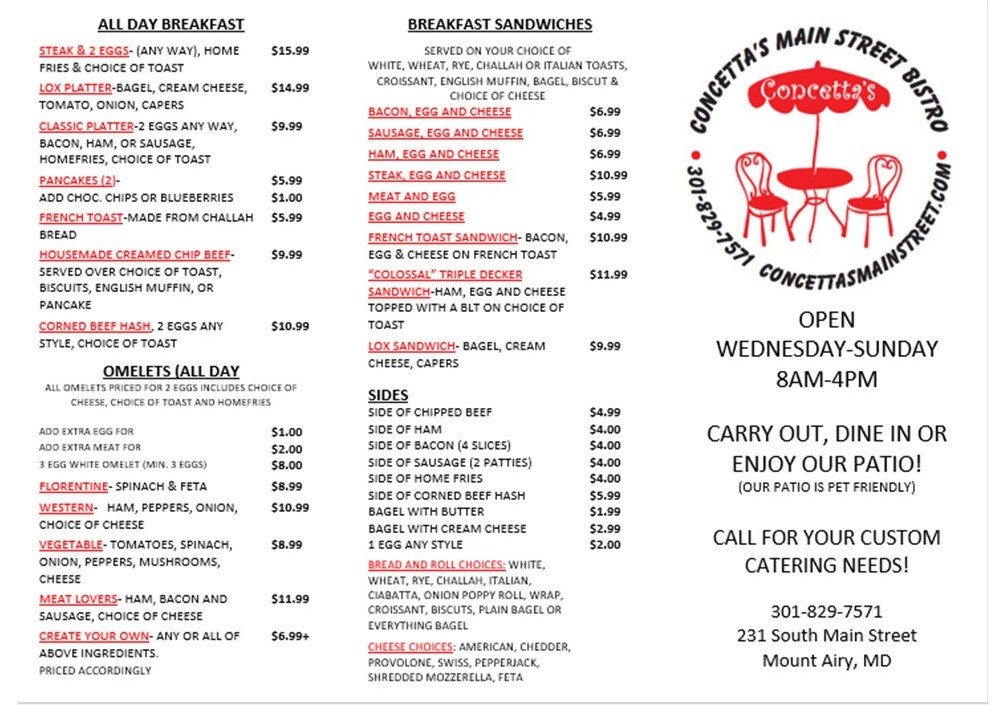 ALL DAY BREAKFAST
STEAK & 2 EGGS- (ANY WAY), HOME $15.99
FRIES & CHOICE OF TOAST
LOX PLATTER-BAGEL, CREAM CHEESE, $14.99
TOMATO, ONION, CAPERS
CLASSIC PLATTER-2 EGGS ANY WAY, $9.99
BACON, HAM, OR SAUSAGE,
HOMEFRIES, CHOICE OF TOAST
PANCAKES (2)- $5.99
ADD CHOC. CHIPS OR BLUEBERRIES $1.00
FRENCH TOAST-MADE FROM CHALLAH $5.99
BREAD
HOUSEMADE CREAMED CHIP BEEF- $9.99
SERVED OVER CHOICE OF TOAST,
BISCUITS, ENGLISH MUFFIN, OR
PANCAKE
CORNED BEEF HASH, 2 EGGS ANY $10.99
STYLE, CHOICE OF TOAST
OMELETS (ALL DAY
ALL OMELETS PRICED FOR 2 EGGS INCLUDES CHOICE OF
CHEESE, CHOICE OF TOAST AND HOMEFRIES
ADD EXTRA EGG FOR $1.00
ADD EXTRA MEAT FOR $2.00
3 EGG WHITE OMELET (MIN. 3 EGGS) $8.00
FLORENTINE- SPINACH & FETA $8.99
WESTERN- HAM, PEPPERS, ONION, $10.99
CHOICE OF CHEESE
VEGETABLE- TOMATOES, SPINACH, $8.99
ONION, PEPPERS, MUSHROOMS,
CHEESE
MEAT LOVERS- HAM, BACON AND $11.99
SAUSAGE, CHOICE OF CHEESE
CREATE YOUR OWN- ANY OR ALL OF $6.99+
ABOVE INGREDIENTS.
PRICED ACCORDINGLY
BREAKFAST SANDWICHES
SERVED ON YOUR CHOICE OF
WHITE, WHEAT, RYE, CHALLAH OR ITALIAN TOASTS,
CROISSANT, ENGLISH MUFFIN, BAGEL, BISCUT &
CHOICE OF CHEESE
BACON, EGG AND CHEESE $6.99
SAUSAGE, EGG AND CHEESE $6.99
HAM, EGG AND CHEESE $6.99
STEAK, EGG AND CHEESE $10.99
MEAT AND EGG $5.99
EGG AND CHEESE $4.99
FRENCH TOAST SANDWICH- BACON, $10.99
EGG & CHEESE ON FRENCH TOAST
"COLOSSAL" TRIPLE DECKER $11.99
SANDWICH-HAM, EGG AND CHEESE
TOPPED WITH A BLT ON CHOICE OF
TOAST
LOX SANDWICH- BAGEL, CREAM $9.99
CHEESE, CAPERS
SIDES
SIDE OF CHIPPED BEEF $4.99
SIDE OF HAM $4.00
SIDE OF BACON (4 SLICES) $4.00
SIDE OF SAUSAGE (2 PATTIES) $4.00
SIDE OF HOME FRIES $4.00
SIDE OF CORNED BEEF HASH $5.99
BAGEL WITH BUTTER $1.99
BAGEL WITH CREAM CHEESE $2.99
1 EGG ANY STYLE $2.00
BREAD AND ROLL CHOICES: WHITE,
WHEAT, RYE, CHALLAH, ITALIAN,
CIABATTA, ONION POPPY ROLL, WRAP,
CROISSANT, BISCUITS, PLAIN BAGEL OR
EVERYTHING BAGEL
CHEESE CHOICES: AMERICAN, CHEDDER,
PROVOLONE, SWISS, PEPPERJACK,
SHREDDED MOZZERELLA, FETA
CONCETTA'S MAIN STREET BISTRO
Concetta's
301-829-7571
CONCETTASMAINSTREET.COM
OPEN
WEDNESDAY-SUNDAY
8AM-4PM
CARRY OUT, DINE IN OR
ENJOY OUR PATIO!
(OUR PATIO IS PET FRIENDLY)
CALL FOR YOUR CUSTOM
CATERING NEEDS!
301-829-7571
231 South Main Street
Mount Airy, MD